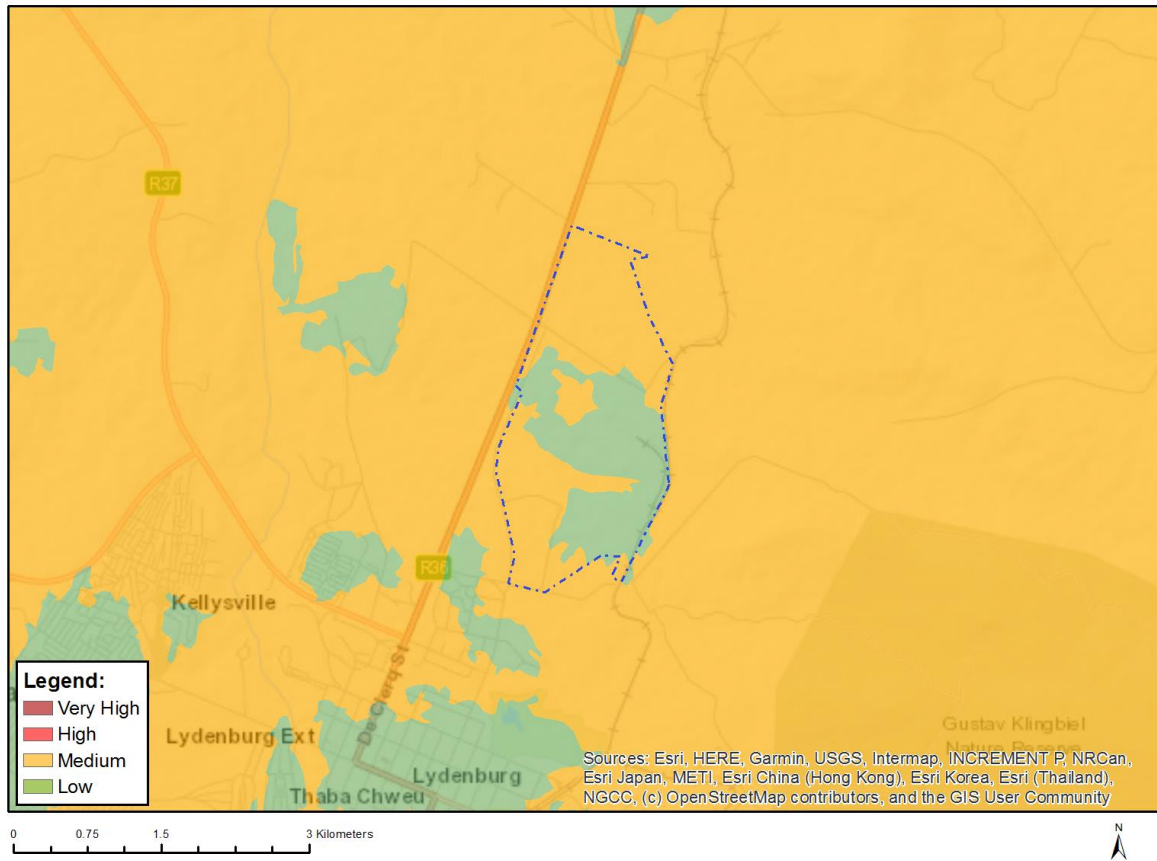 R37
R36
Kellysville
De Clerq St
Lydenburg Ext
Lydenburg
Thaba Chweu
Gustav Klingbiel
Nature Reserve
Legend:
Very High
High
Medium
Low
Sources: Esri, HERE, Garmin, USGS, Intermap, INCREMENT P, NRCan,
Esri Japan, METI, Esri China (Hong Kong), Esri Korea, Esri (Thailand),
NGCC, (c) OpenStreetMap contributors, and the GIS User Community
0 0.75 1.5 3 Kilometers
N